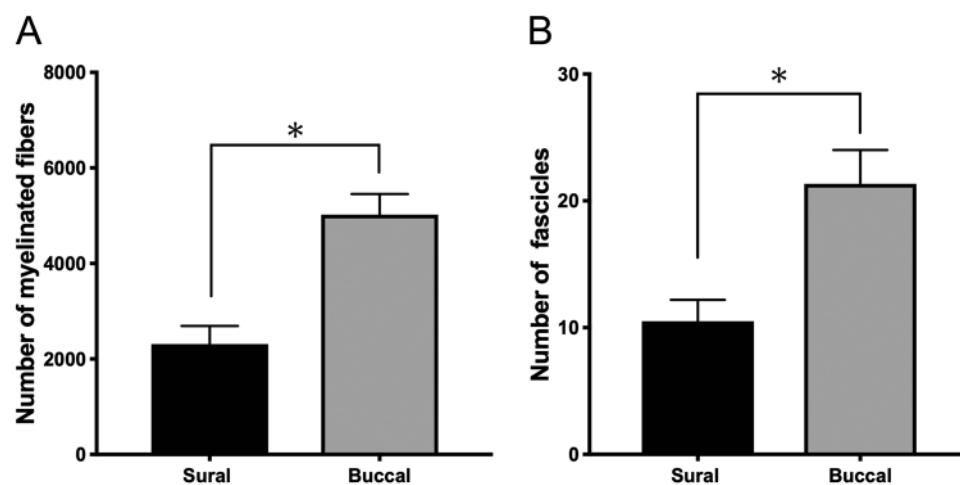 A
Number of myelinated fibers
8000
6000
4000
2000
0
*
Sural
Buccal
B
Number of fascicles
30
20
10
0
*
Sural
Buccal